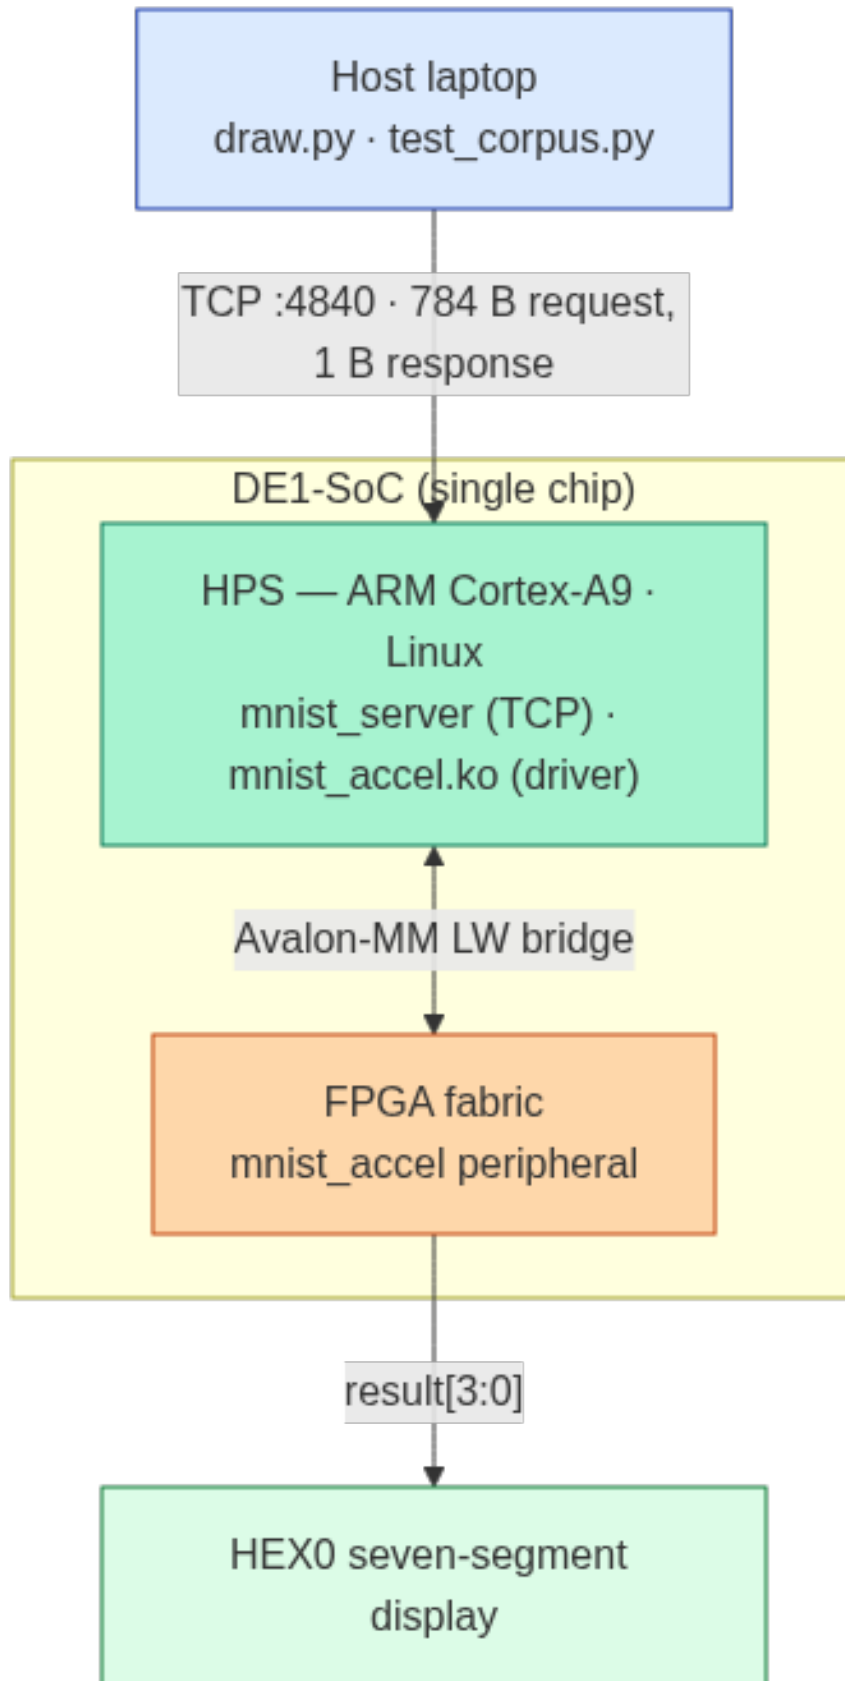 Host laptop
draw.py · test_corpus.py
TCP :4840 · 784 B request,
1 B response
DE1-SoC (single chip)
HPS — ARM Cortex-A9 ·
Linux
mnist_server (TCP) ·
mnist_accel.ko (driver)
Avalon-MM LW bridge
FPGA fabric
mnist_accel peripheral
result[3:0]
HEX0 seven-segment
display